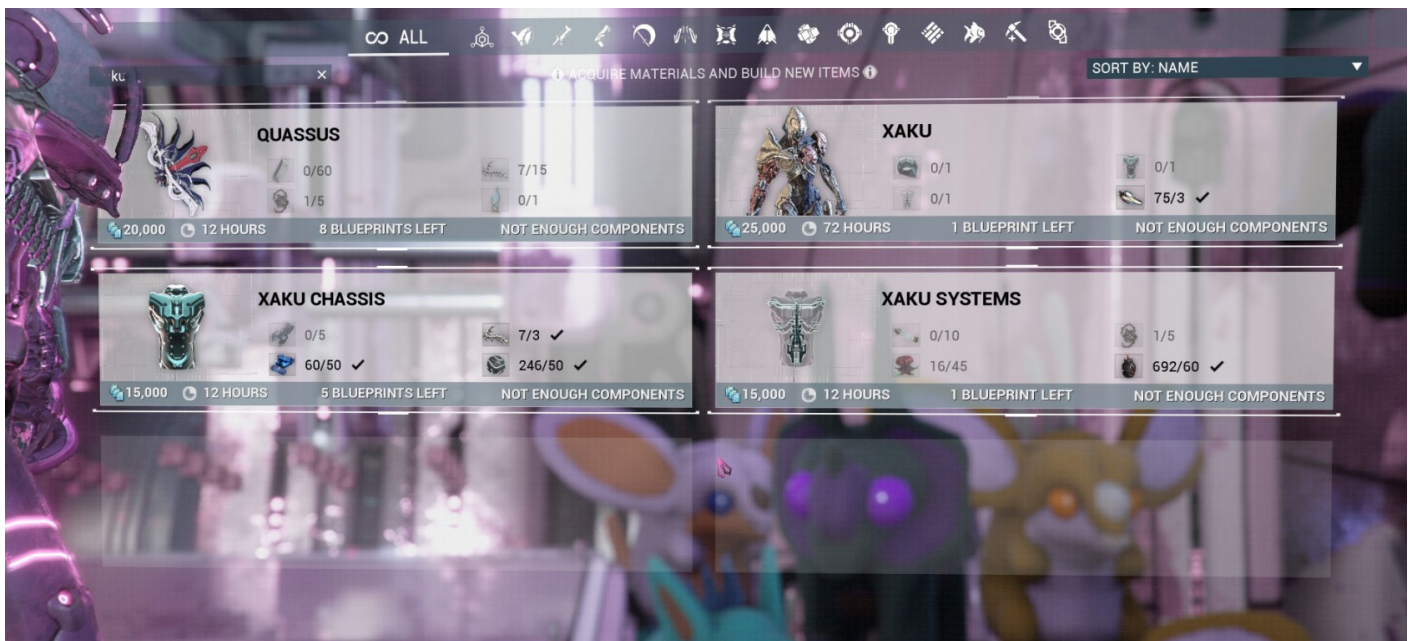 ∞ ALL
ku
ACQUIRE MATERIALS AND BUILD NEW ITEMS
SORT BY: NAME
QUASSUS
0/60
7/15
1/5
0/1
20,000 12 HOURS 8 BLUEPRINTS LEFT NOT ENOUGH COMPONENTS
XAKU
0/1
0/1
0/1
75/3 ✓
25,000 72 HOURS 1 BLUEPRINT LEFT NOT ENOUGH COMPONENTS
XAKU CHASSIS
0/5
7/3 ✓
60/50 ✓
246/50 ✓
15,000 12 HOURS 5 BLUEPRINTS LEFT NOT ENOUGH COMPONENTS
XAKU SYSTEMS
0/10
1/5
16/45
692/60 ✓
15,000 12 HOURS 1 BLUEPRINT LEFT NOT ENOUGH COMPONENTS